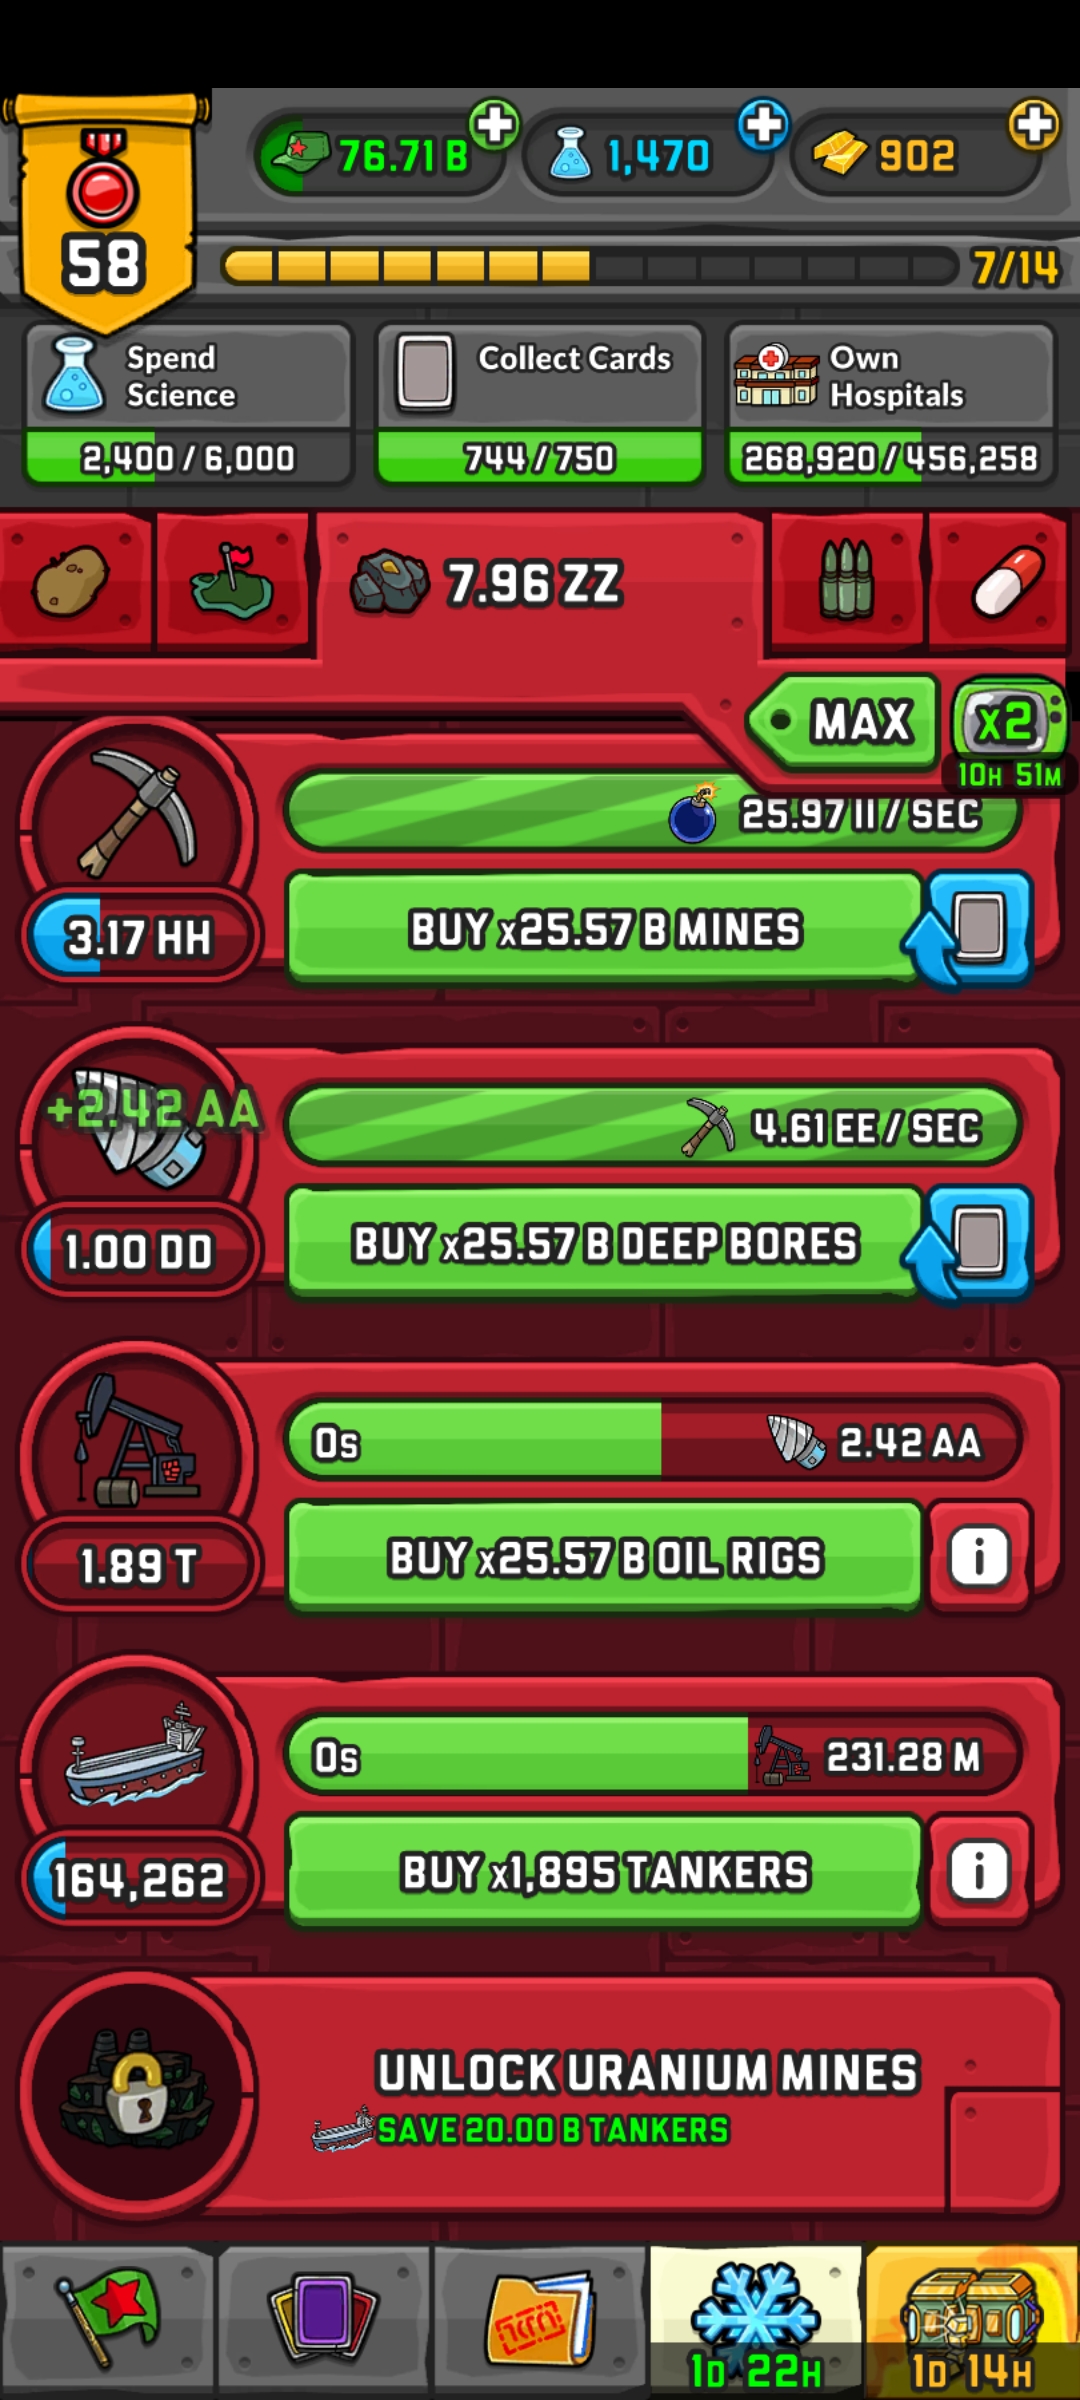 58
76.71 B
1,470
902
7/14
Spend
Science
2,400 / 6,000
Collect Cards
744 / 750
Own
Hospitals
268,920 / 456,258
7.96 ZZ
MAX
x2
10H 51M
25.97 II / SEC
3.17 HH
BUY x25.57 B MINES
+2.42 AA
4.61 EE / SEC
1.00 DD
BUY x25.57 B DEEP BORES
0s
2.42 AA
1.89 T
BUY x25.57 B OIL RIGS
i
0s
231.28 M
164,262
BUY x1,895 TANKERS
i
UNLOCK URANIUM MINES
SAVE 20.00 B TANKERS
1D 22H
1D 14H